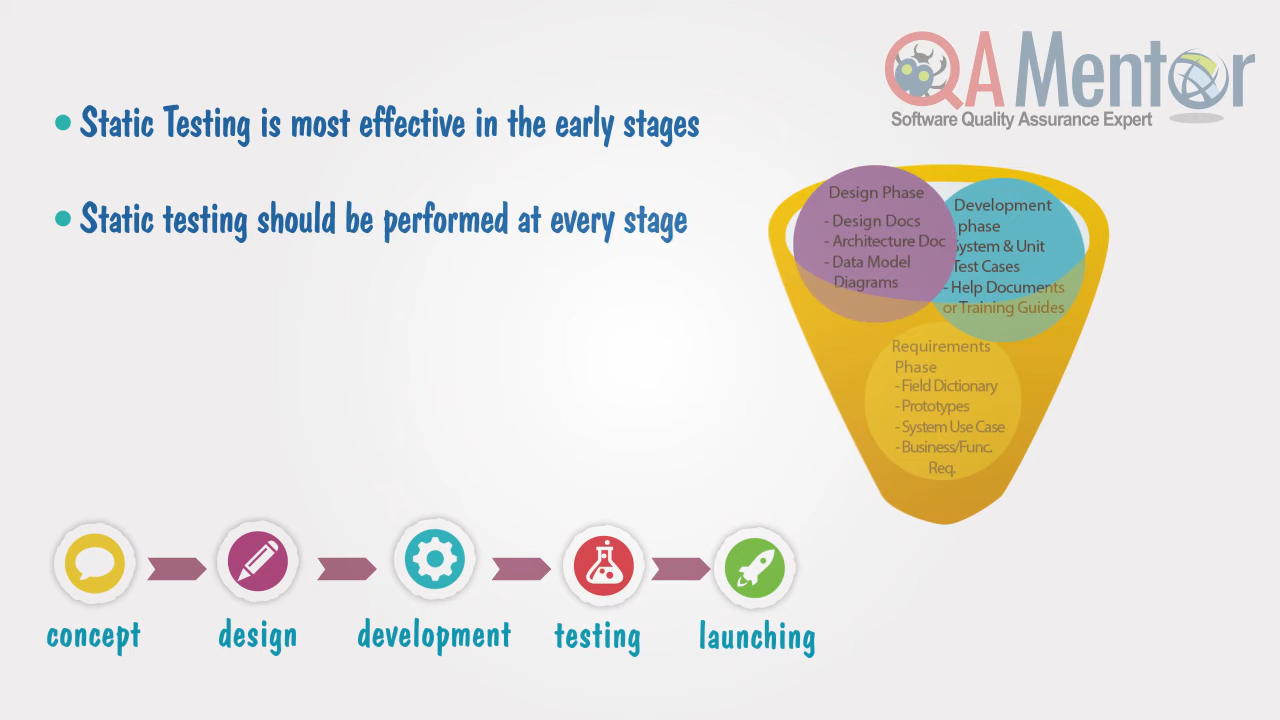 QA Mentor
Software Quality Assurance Expert
• Static Testing is most effective in the early stages
• Static testing should be performed at every stage
Design Phase
- Design Docs
- Architecture Doc
- Data Model
Diagrams
Development
phase
System & Unit
Test Cases
- Help Documents
or Training Guides
Requirements
Phase
- Field Dictionary
- Prototypes
- System Use Case
- Business/Func.
Req.
concept
design
development
testing
launching